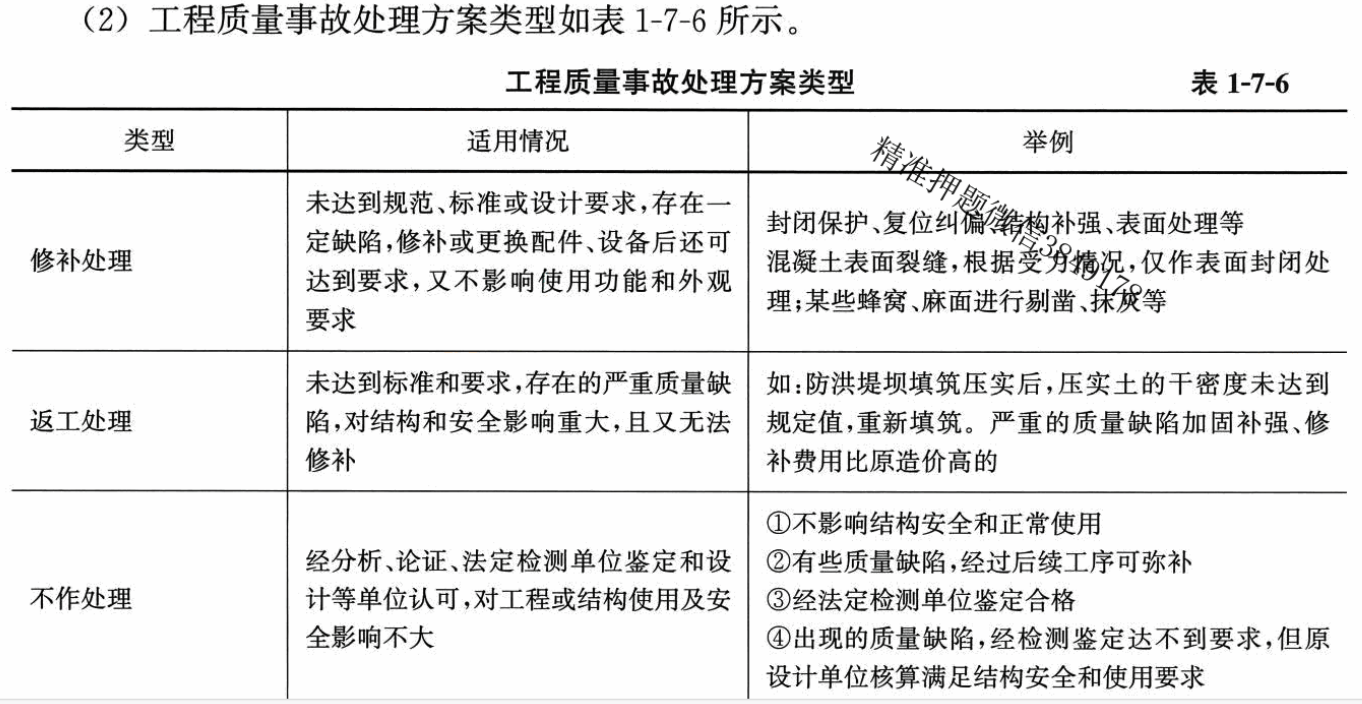 （2）工程质量事故处理方案类型如表 1-7-6 所示。
工程质量事故处理方案类型 表 1-7-6
类型 适用情况 举例
修补处理
未达到规范、标准或设计要求，存在一
定缺陷，修补或更换配件、设备后还可
达到要求，又不影响使用功能和外观
要求
封闭保护、复位纠偏、结构补强、表面处理等
混凝土表面裂缝，根据受力情况，仅作表面封闭处
理；某些蜂窝、麻面进行剔凿、抹灰等
返工处理
未达到标准和要求，存在的严重质量缺
陷，对结构和安全影响重大，且又无法
修补
如：防洪堤坝填筑压实后，压实土的干密度未达到
规定值，重新填筑。严重的质量缺陷加固补强、修
补费用比原造价高的
不作处理
经分析、论证、法定检测单位鉴定和设
计等单位认可，对工程或结构使用及安
全影响不大
①不影响结构安全和正常使用
②有些质量缺陷，经过后续工序可弥补
③经法定检测单位鉴定合格
④出现的质量缺陷，经检测鉴定达不到要求，但原
设计单位核算满足结构安全和使用要求
精准押题微信3849178